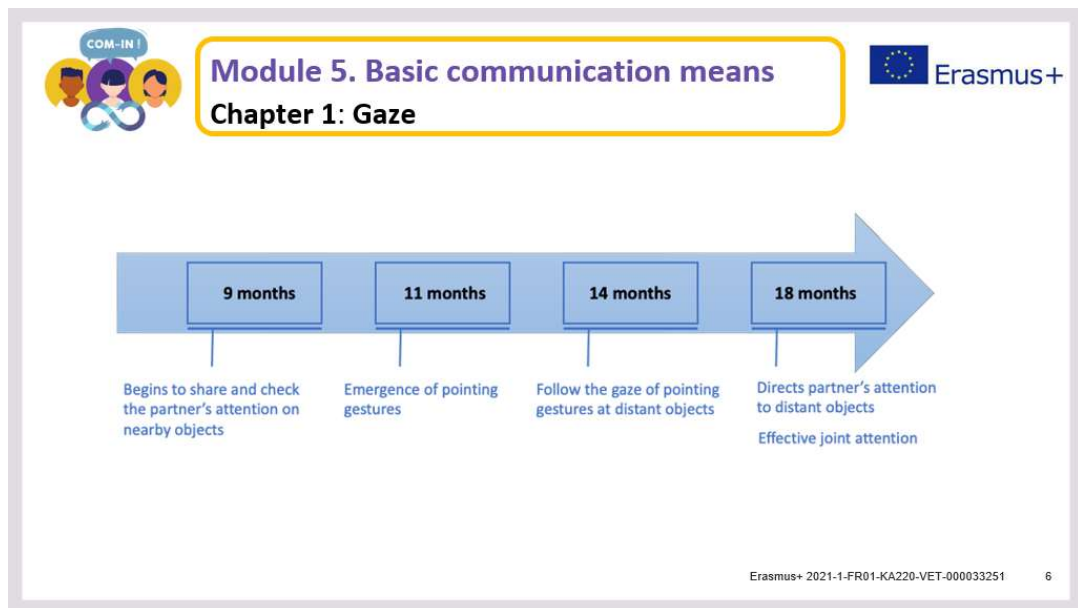 COM-IN !
Module 5. Basic communication means
Chapter 1: Gaze
Erasmus+
9 months
11 months
14 months
18 months
Begins to share and check
the partner's attention on
nearby objects
Emergence of pointing
gestures
Follow the gaze of pointing
gestures at distant objects
Directs partner's attention
to distant objects
Effective joint attention
Erasmus+ 2021-1-FR01-KA220-VET-000033251
6